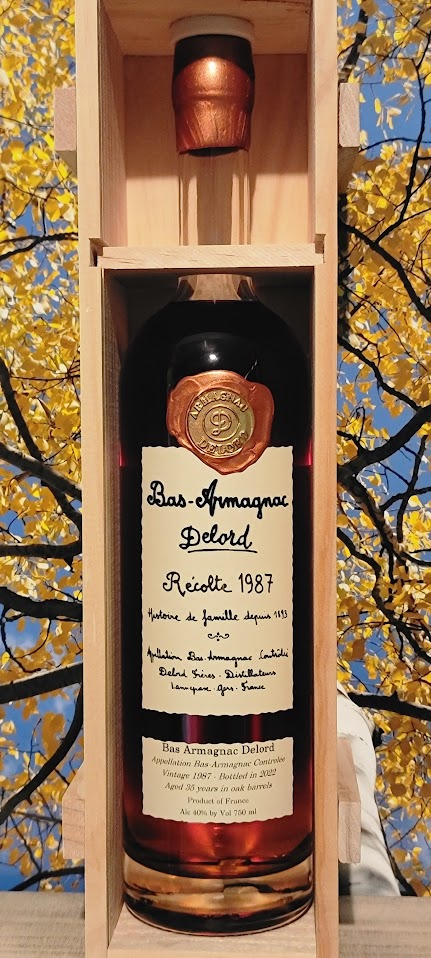 ARMAGNAC
DELORD
Bas-Armagnac
Delord
Récolte 1987
Histoire de famille depuis 1893
Appellation Bas-Armagnac Contrôlée
Delord Frères - Distillateurs
Lannepax - Gers - France
Bas Armagnac Delord
Appellation Bas-Armagnac Controlée
Vintage 1987 - Bottled in 2022
Aged 35 years in oak barrels
Product of France
Alc 40% by Vol 750 ml